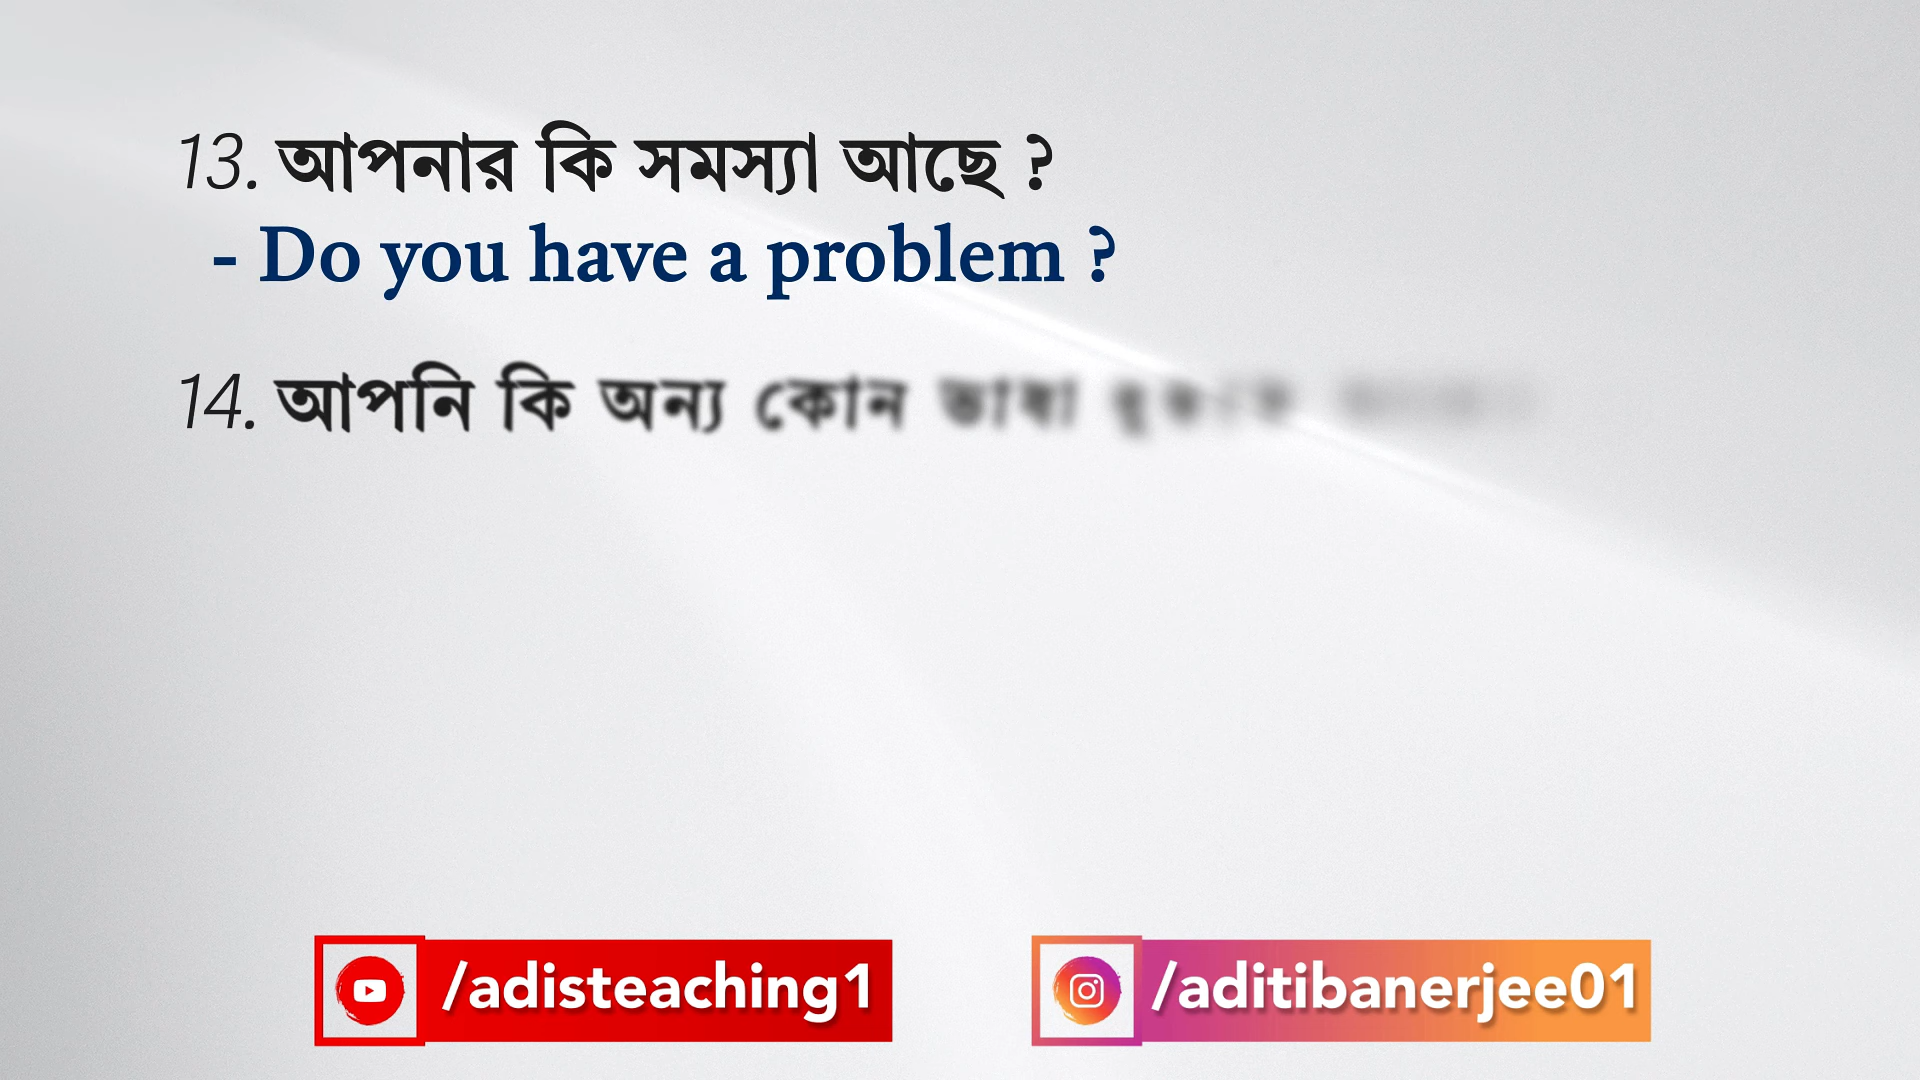 13. আপনার কি সমস্যা আছে ?
- Do you have a problem ?
14. আপনি কি অন্য কোন ভাষা
/adisteaching1
/aditibanerjee01